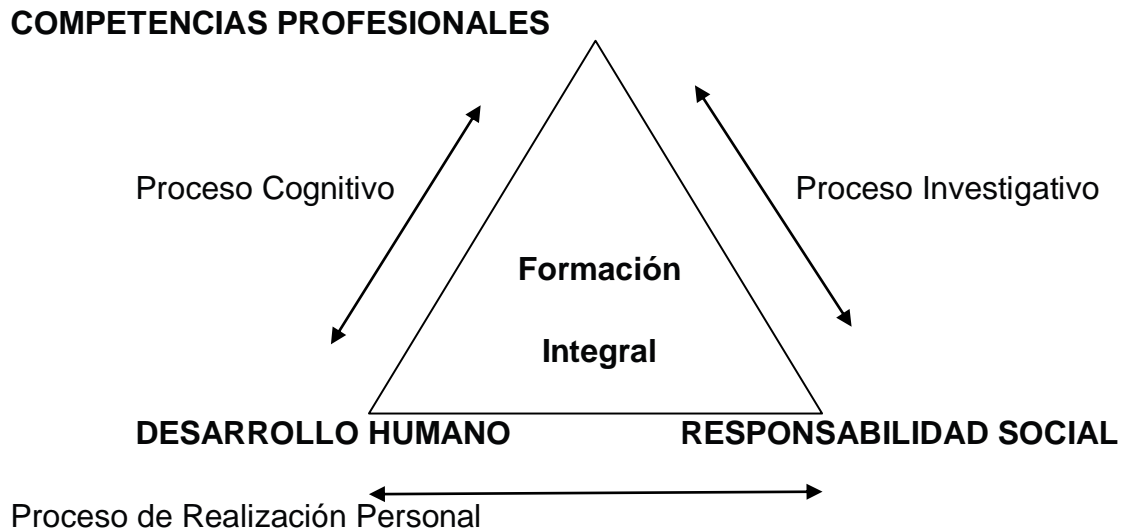 COMPETENCIAS PROFESIONALES
Proceso Cognitivo
Proceso Investigativo
Formación
Integral
DESARROLLO HUMANO
RESPONSABILIDAD SOCIAL
Proceso de Realización Personal